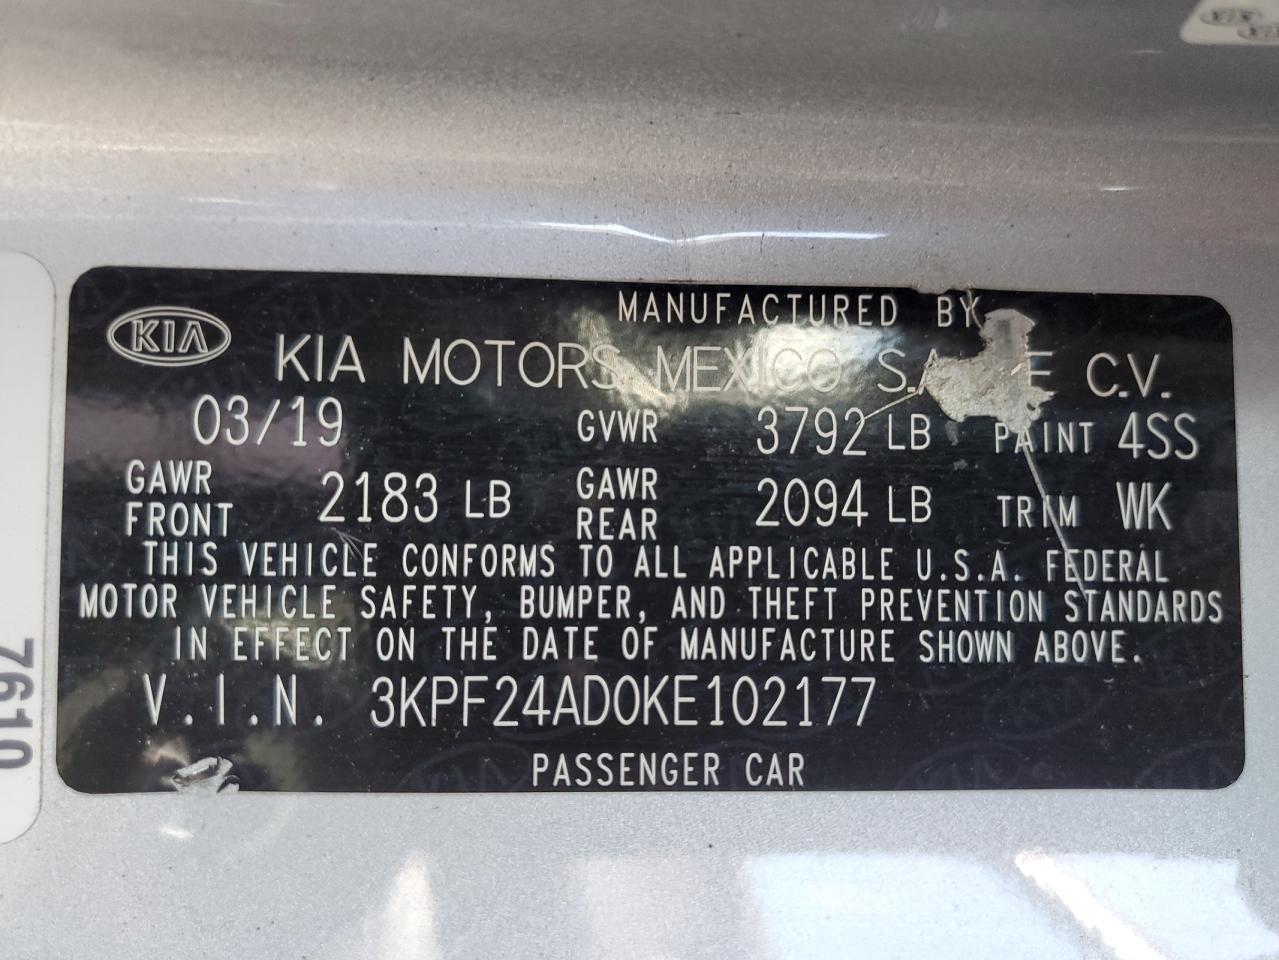 MANUFACTURED BY
KIA
KIA MOTORS MEXICO S.A. C.V.
03/19 GVWR 3792 LB PAINT 4SS
GAWR FRONT 2183 LB GAWR REAR 2094 LB TRIM WK
THIS VEHICLE CONFORMS TO ALL APPLICABLE U.S.A. FEDERAL
MOTOR VEHICLE SAFETY, BUMPER, AND THEFT PREVENTION STANDARDS
IN EFFECT ON THE DATE OF MANUFACTURE SHOWN ABOVE.
V.I.N. 3KPF24AD0KE102177
PASSENGER CAR
7610